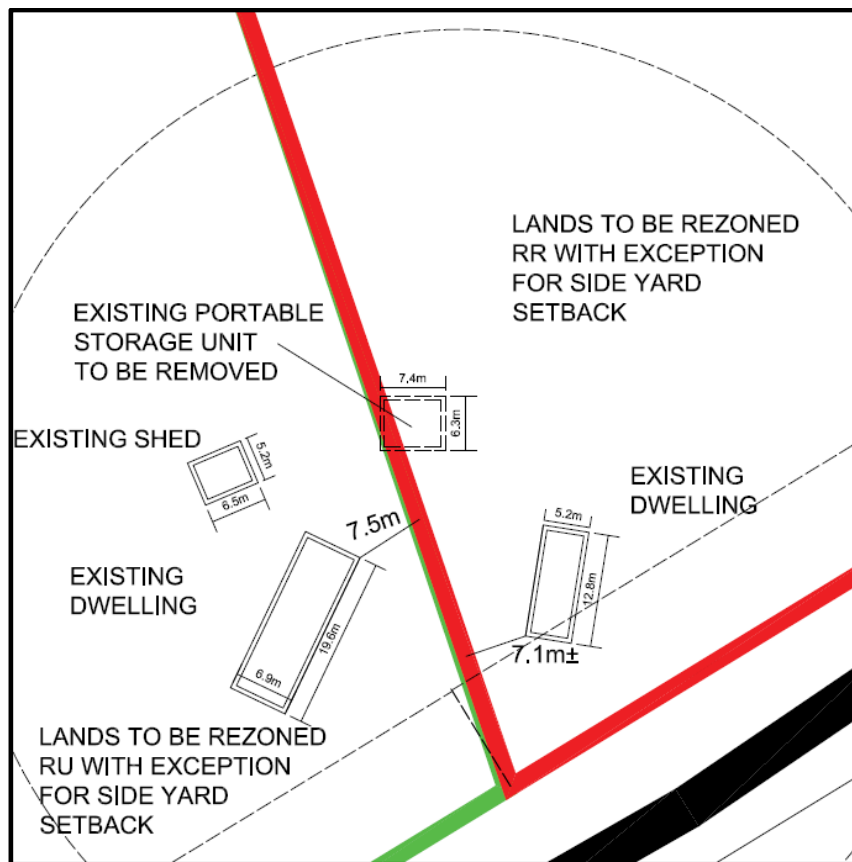 LANDS TO BE REZONED
RR WITH EXCEPTION
FOR SIDE YARD
SETBACK
EXISTING PORTABLE
STORAGE UNIT
TO BE REMOVED
7.4m
6.3m
EXISTING SHED
5.2m
6.5m
EXISTING
DWELLING
5.2m
12.8m
7.5m
EXISTING
DWELLING
19.6m
6.9m
7.1m±
LANDS TO BE REZONED
RU WITH EXCEPTION
FOR SIDE YARD
SETBACK